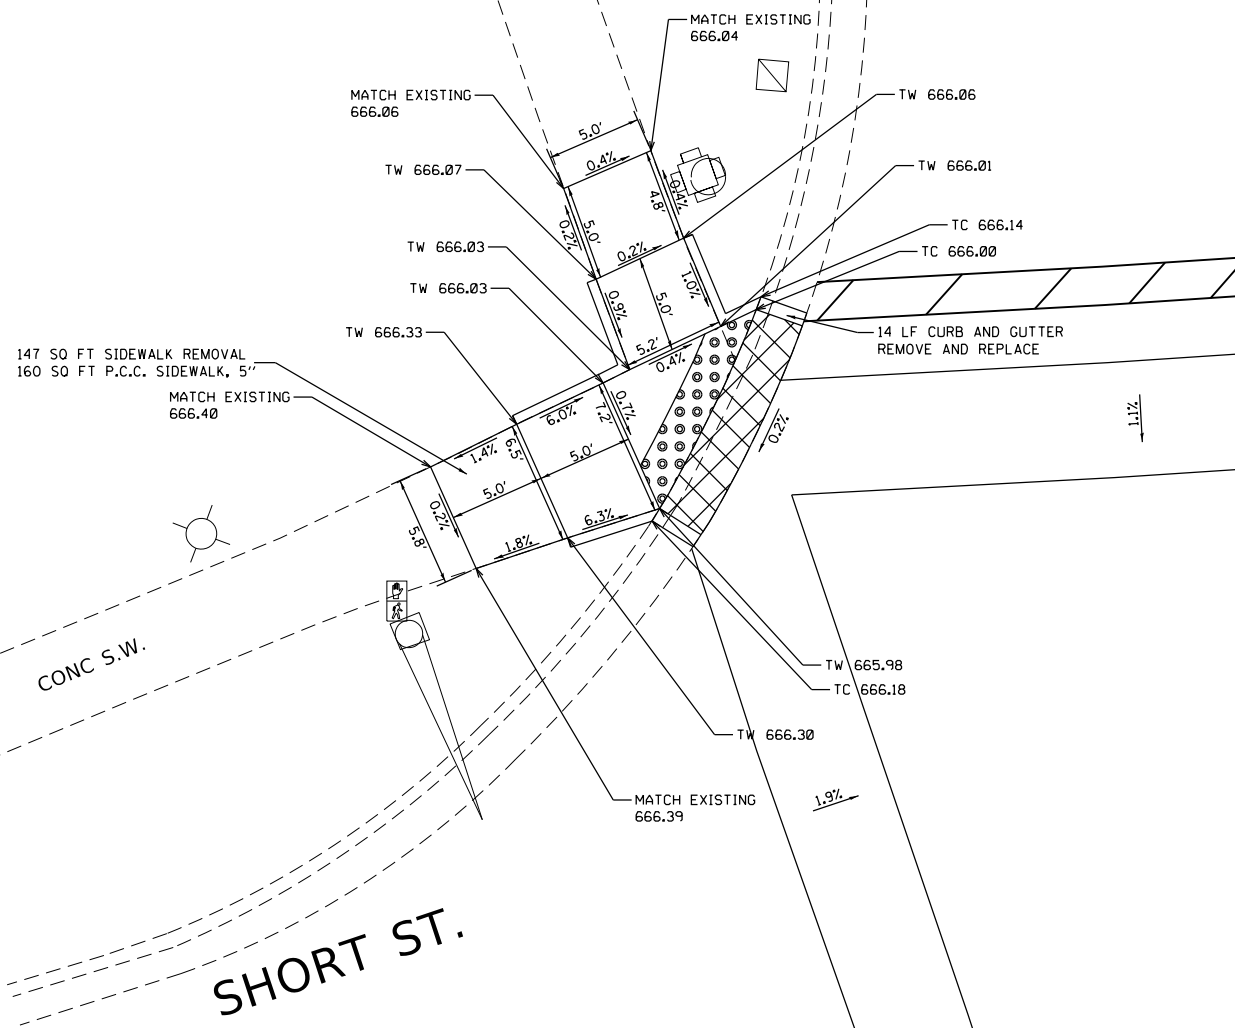 MATCH EXISTING
666.04
MATCH EXISTING
666.06
TW 666.06
5.0'
0.4%
TW 666.07
TW 666.01
0.4%
4.8'
5.0'
0.2%
TC 666.14
TW 666.03
0.2%
TC 666.00
TW 666.03
1.0%
5.0'
0.9%
TW 666.33
14 LF CURB AND GUTTER
REMOVE AND REPLACE
5.2'
0.4%
147 SQ FT SIDEWALK REMOVAL
160 SQ FT P.C.C. SIDEWALK, 5''
MATCH EXISTING
666.40
6.0%
0.7%
7.2'
1.1%
0.2%
1.4%
6.5'
5.0'
5.0'
0.2%
5.8'
6.3%
1.8%
CONC S.W.
TW 665.98
TC 666.18
TW 666.30
MATCH EXISTING
666.39
1.9%
SHORT ST.